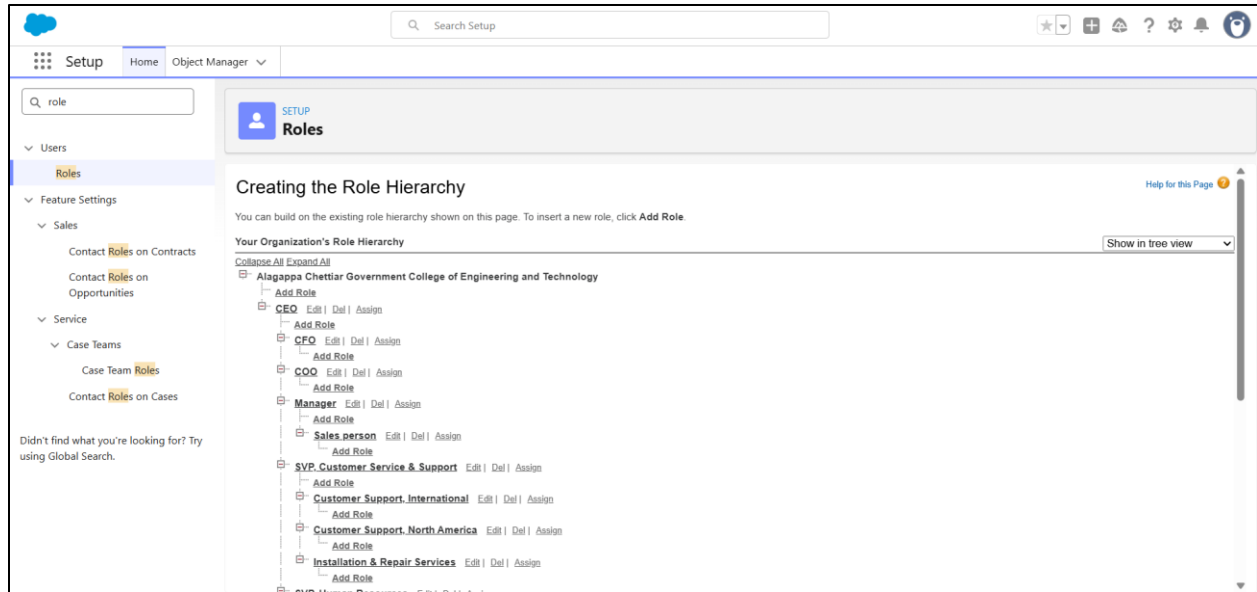 Search Setup
Setup Home Object Manager
role
SETUP
Roles
Users
Roles
Feature Settings
Sales
Contact Roles on Contracts
Contact Roles on
Opportunities
Service
Case Teams
Case Team Roles
Contact Roles on Cases
Didn't find what you're looking for? Try
using Global Search.
Creating the Role Hierarchy
Help for this Page
You can build on the existing role hierarchy shown on this page. To insert a new role, click Add Role.
Your Organization's Role Hierarchy
Show in tree view
Collapse All Expand All
Alagappa Chettiar Government College of Engineering and Technology
Add Role
CEO Edit | Del | Assign
Add Role
CFO Edit | Del | Assign
Add Role
COO Edit | Del | Assign
Add Role
Manager Edit | Del | Assign
Add Role
Sales person Edit | Del | Assign
Add Role
SVP, Customer Service & Support Edit | Del | Assign
Add Role
Customer Support, International Edit | Del | Assign
Add Role
Customer Support, North America Edit | Del | Assign
Add Role
Installation & Repair Services Edit | Del | Assign
Add Role